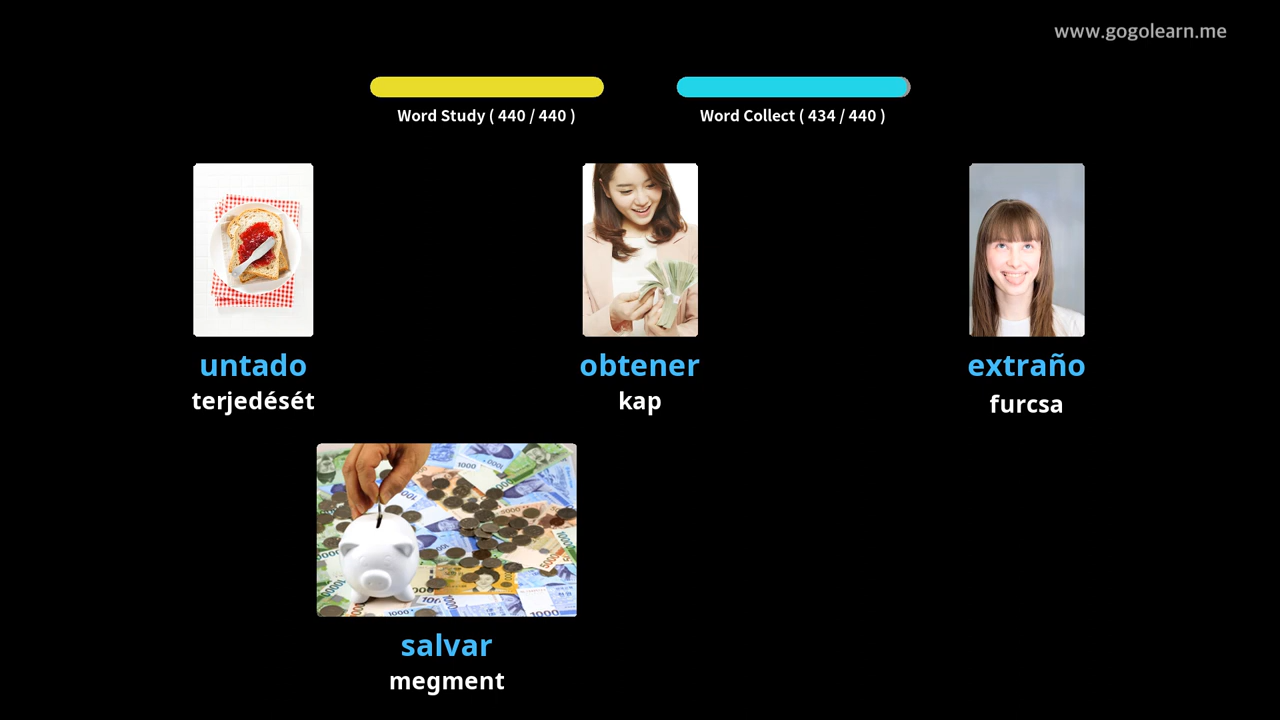 www.gogolearn.me
Word Study ( 440 / 440 )
Word Collect ( 434 / 440 )
untado
terjedését
obtener
kap
extraño
furcsa
salvar
megment